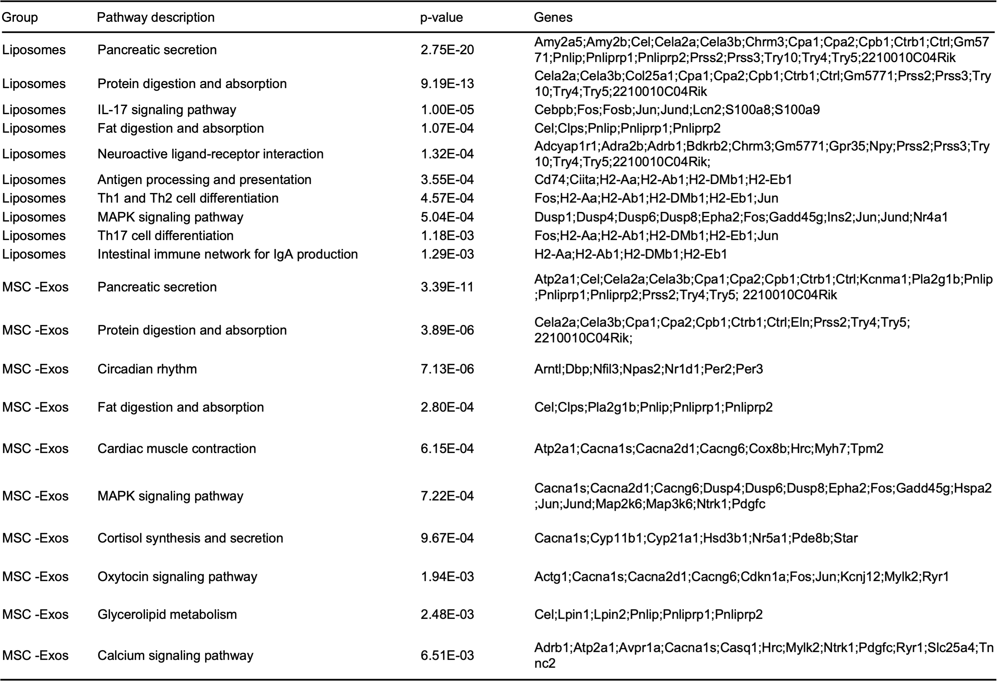 Group Pathway description p-value Genes
Liposomes Pancreatic secretion 2.75E-20 Amy2a5;Amy2b;Cel;Cela2a;Cela3b;Chrm3;Cpa1;Cpa2;Cpb1;Ctrb1;Ctrl;Gm57
71;Pnlip;Pnliprp1;Pnliprp2;Prss2;Prss3;Try10;Try4;Try5;2210010C04Rik
Liposomes Protein digestion and absorption 9.19E-13 Cela2a;Cela3b;Col25a1;Cpa1;Cpa2;Cpb1;Ctrb1;Ctrl;Gm5771;Prss2;Prss3;Try
10;Try4;Try5;2210010C04Rik
Liposomes IL-17 signaling pathway 1.00E-05 Cebpb;Fos;Fosb;Jun;Jund;Lcn2;S100a8;S100a9
Liposomes Fat digestion and absorption 1.07E-04 Cel;Clps;Pnlip;Pnliprp1;Pnliprp2
Liposomes Neuroactive ligand-receptor interaction 1.32E-04 Adcyap1r1;Adra2b;Adrb1;Bdkrb2;Chrm3;Gm5771;Gpr35;Npy;Prss2;Prss3;Try
10;Try4;Try5;2210010C04Rik;
Liposomes Antigen processing and presentation 3.55E-04 Cd74;Ciita;H2-Aa;H2-Ab1;H2-DMb1;H2-Eb1
Liposomes Th1 and Th2 cell differentiation 4.57E-04 Fos;H2-Aa;H2-Ab1;H2-DMb1;H2-Eb1;Jun
Liposomes MAPK signaling pathway 5.04E-04 Dusp1;Dusp4;Dusp6;Dusp8;Epha2;Fos;Gadd45g;Ins2;Jun;Jund;Nr4a1
Liposomes Th17 cell differentiation 1.18E-03 Fos;H2-Aa;H2-Ab1;H2-DMb1;H2-Eb1;Jun
Liposomes Intestinal immune network for IgA production 1.29E-03 H2-Aa;H2-Ab1;H2-DMb1;H2-Eb1
MSC -Exos Pancreatic secretion 3.39E-11 Atp2a1;Cel;Cela2a;Cela3b;Cpa1;Cpa2;Cpb1;Ctrb1;Ctrl;Kcnma1;Pla2g1b;Pnlip
;Pnliprp1;Pnliprp2;Prss2;Try4;Try5; 2210010C04Rik
MSC -Exos Protein digestion and absorption 3.89E-06 Cela2a;Cela3b;Cpa1;Cpa2;Cpb1;Ctrb1;Ctrl;Eln;Prss2;Try4;Try5;
2210010C04Rik;
MSC -Exos Circadian rhythm 7.13E-06 Arntl;Dbp;Nfil3;Npas2;Nr1d1;Per2;Per3
MSC -Exos Fat digestion and absorption 2.80E-04 Cel;Clps;Pla2g1b;Pnlip;Pnliprp1;Pnliprp2
MSC -Exos Cardiac muscle contraction 6.15E-04 Atp2a1;Cacna1s;Cacna2d1;Cacng6;Cox8b;Hrc;Myh7;Tpm2
MSC -Exos MAPK signaling pathway 7.22E-04 Cacna1s;Cacna2d1;Cacng6;Dusp4;Dusp6;Dusp8;Epha2;Fos;Gadd45g;Hspa2
;Jun;Jund;Map2k6;Map3k6;Ntrk1;Pdgfc
MSC -Exos Cortisol synthesis and secretion 9.67E-04 Cacna1s;Cyp11b1;Cyp21a1;Hsd3b1;Nr5a1;Pde8b;Star
MSC -Exos Oxytocin signaling pathway 1.94E-03 Actg1;Cacna1s;Cacna2d1;Cacng6;Cdkn1a;Fos;Jun;Kcnj12;Mylk2;Ryr1
MSC -Exos Glycerolipid metabolism 2.48E-03 Cel;Lpin1;Lpin2;Pnlip;Pnliprp1;Pnliprp2
MSC -Exos Calcium signaling pathway 6.51E-03 Adrb1;Atp2a1;Avpr1a;Cacna1s;Casq1;Hrc;Mylk2;Ntrk1;Pdgfc;Ryr1;Slc25a4;Tn
nc2